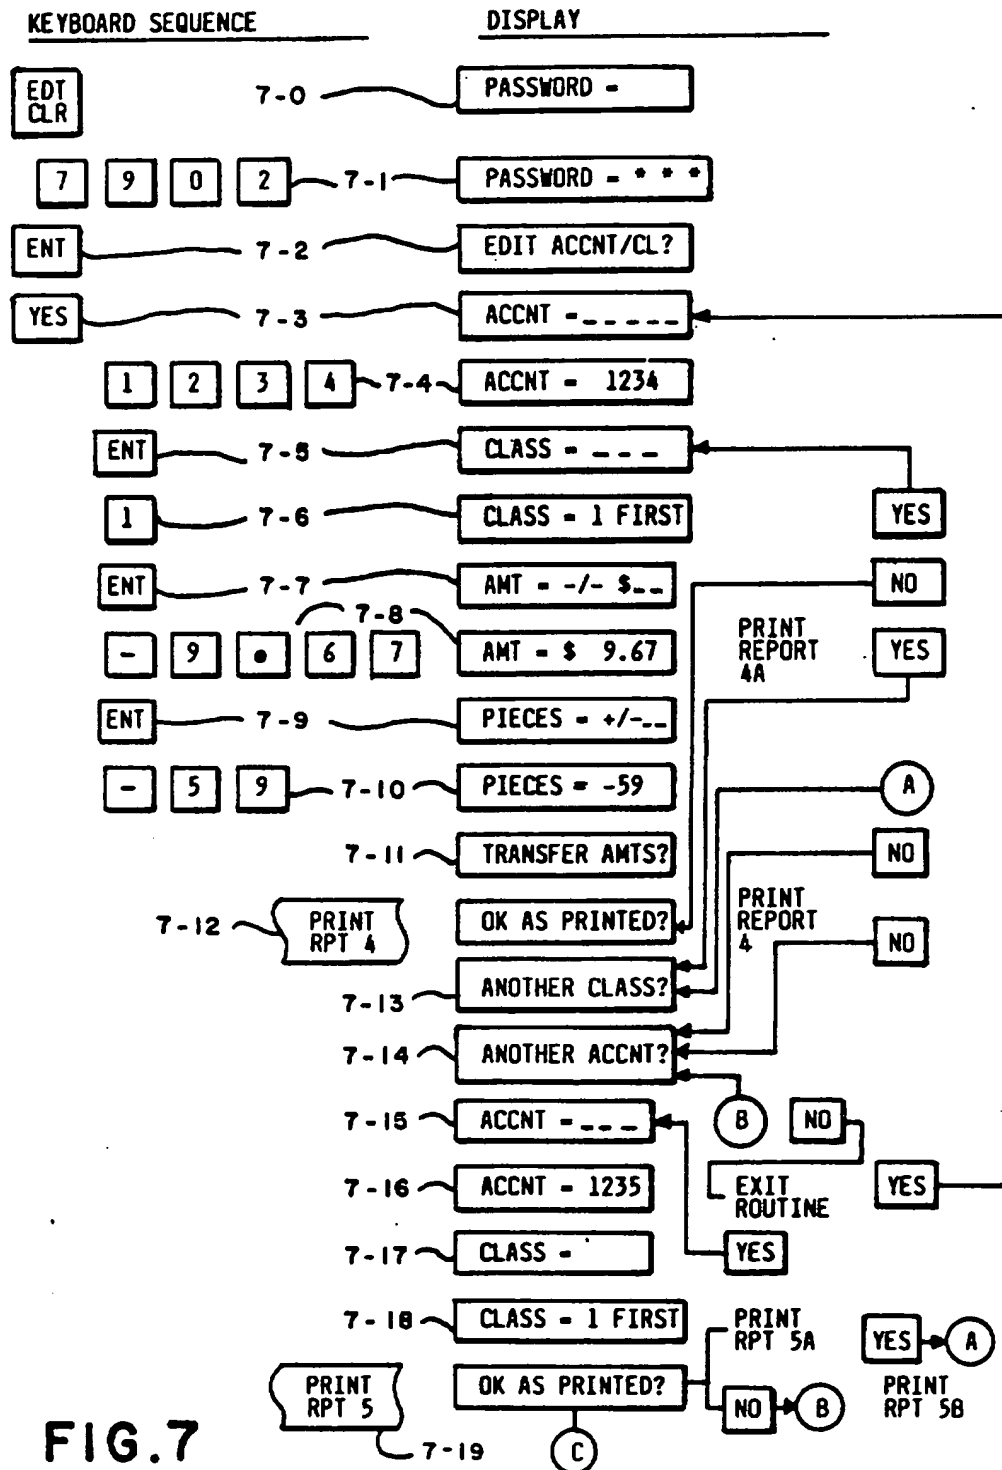 KEYBOARD SEQUENCE DISPLAY
EDT
CLR
7-0 PASSWORD =
7 9 0 2 7-1 PASSWORD = * * *
ENT 7-2 EDIT ACCNT/CL?
YES 7-3 ACCNT =_ _ _ _ _
1 2 3 4 7-4 ACCNT = 1234
ENT 7-5 CLASS = _ _ _
1 7-6 CLASS = 1 FIRST YES
ENT 7-7 AMT = -/- $_ _ NO
7-8
- 9 . 6 7 AMT = $ 9.67 PRINT
REPORT
4A YES
ENT 7-9 PIECES = +/-_ _
- 5 9 7-10 PIECES = -59 A
7-11 TRANSFER AMTS? NO
7-12 PRINT
RPT 4
OK AS PRINTED? PRINT
REPORT
4 NO
7-13 ANOTHER CLASS?
7-14 ANOTHER ACCNT?
7-15 ACCNT =_ _ _ B NO
7-16 ACCNT = 1235 EXIT
ROUTINE YES
7-17 CLASS = YES
7-18 CLASS = 1 FIRST PRINT
RPT 5A YES A
PRINT
RPT 5
OK AS PRINTED? NO B PRINT
RPT 5B
FIG.7 7-19 C